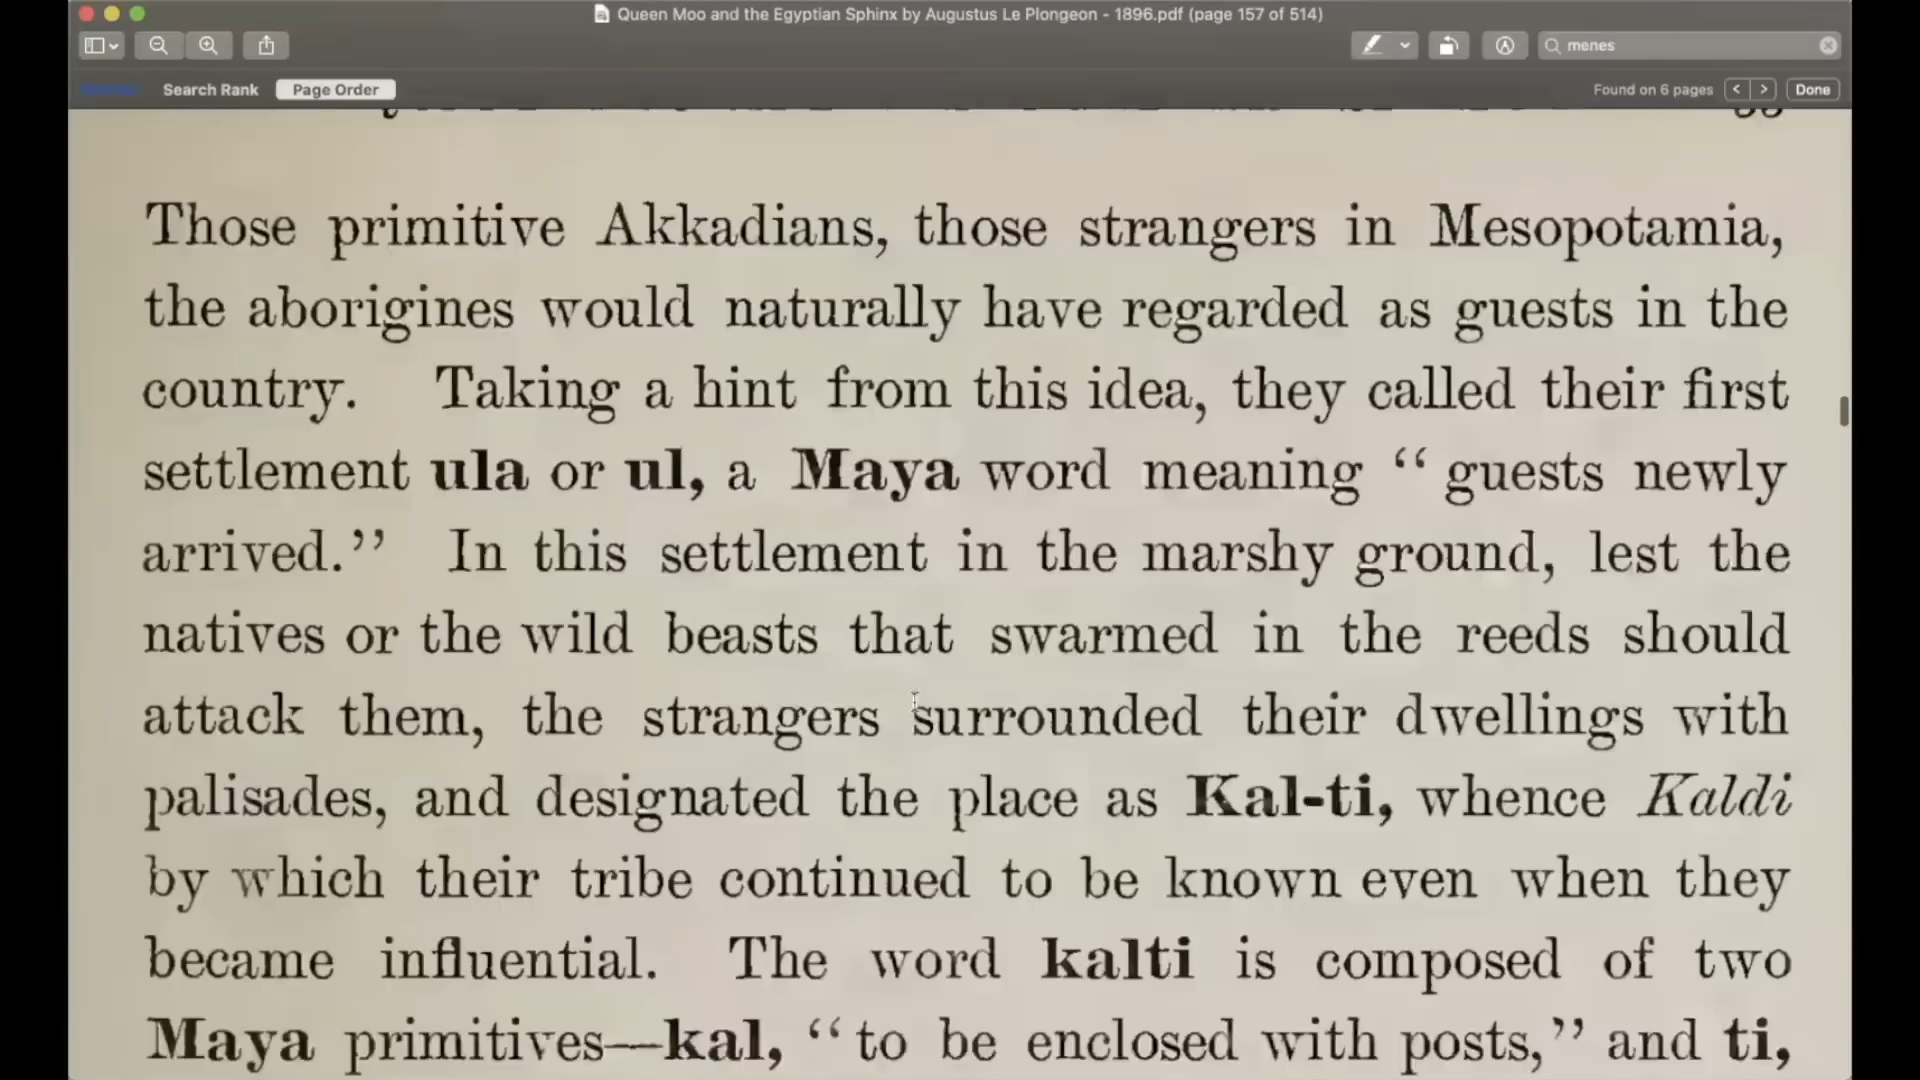 Queen Moo and the Egyptian Sphinx by Augustus Le Plongeon - 1896.pdf (page 157 of 514)
menes
Search Rank
Page Order
Found on 6 pages
Done
Those primitive Akkadians, those strangers in Mesopotamia,
the aborigines would naturally have regarded as guests in the
country. Taking a hint from this idea, they called their first
settlement ula or ul, a Maya word meaning “ guests newly
arrived.” In this settlement in the marshy ground, lest the
natives or the wild beasts that swarmed in the reeds should
attack them, the strangers surrounded their dwellings with
palisades, and designated the place as Kal-ti, whence Kaldi
by which their tribe continued to be known even when they
became influential. The word kalti is composed of two
Maya primitives—kal, “ to be enclosed with posts,” and ti,